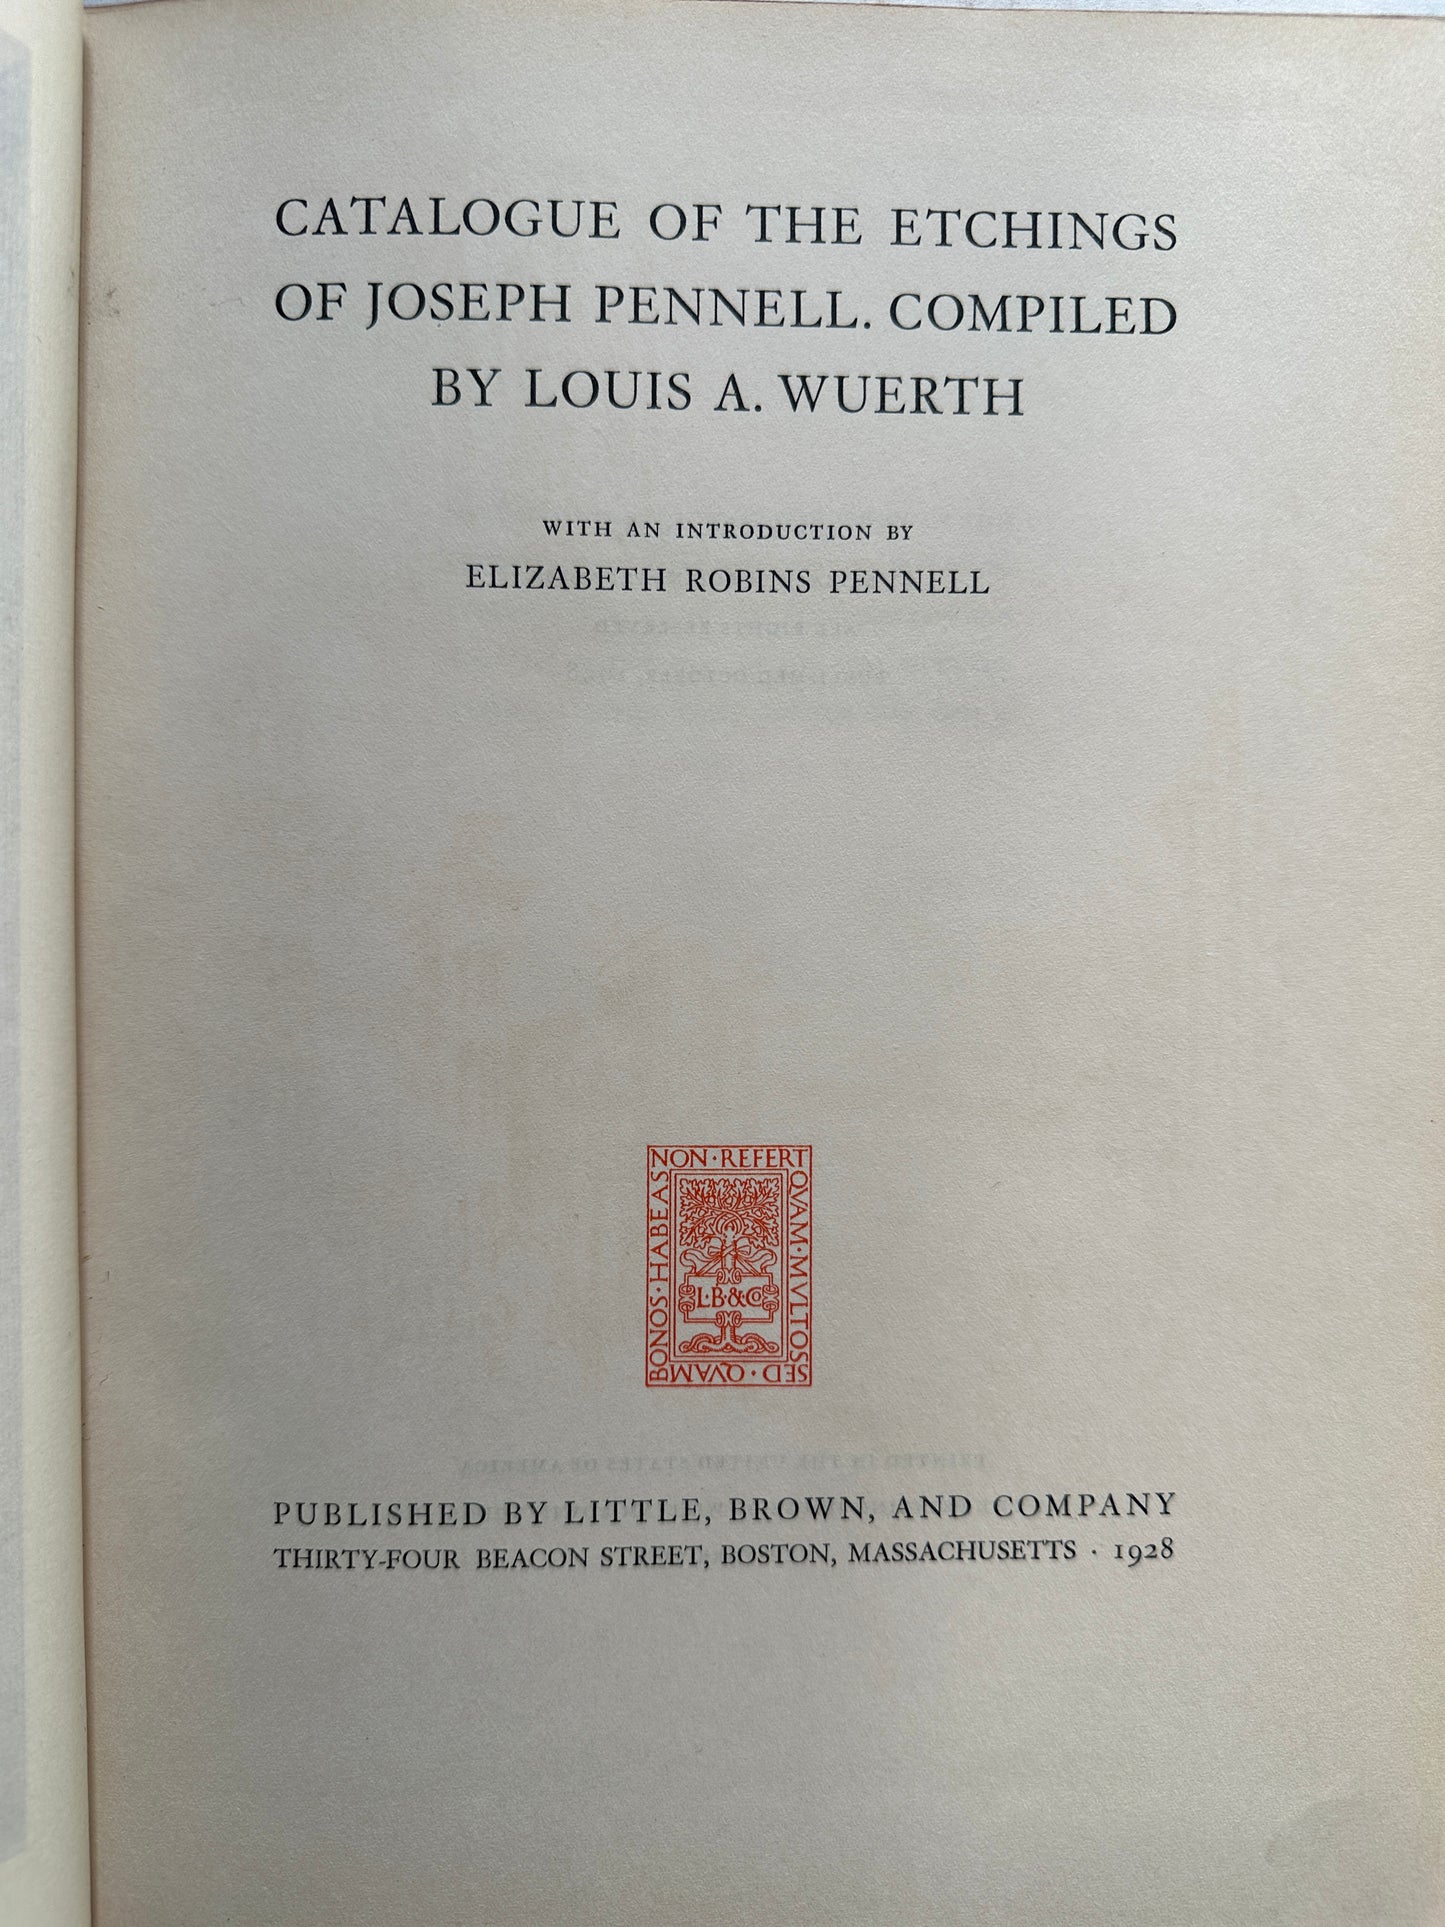 CATALOGUE OF THE ETCHINGS
OF JOSEPH PENNELL. COMPILED
BY LOUIS A. WUERTH
WITH AN INTRODUCTION BY
ELIZABETH ROBINS PENNELL
NON·REFERT
QVAM·MVLTOS
SED·QVAM
BONOS·HABEAS
L·B·&Co
PUBLISHED BY LITTLE, BROWN, AND COMPANY
THIRTY-FOUR BEACON STREET, BOSTON, MASSACHUSETTS · 1928